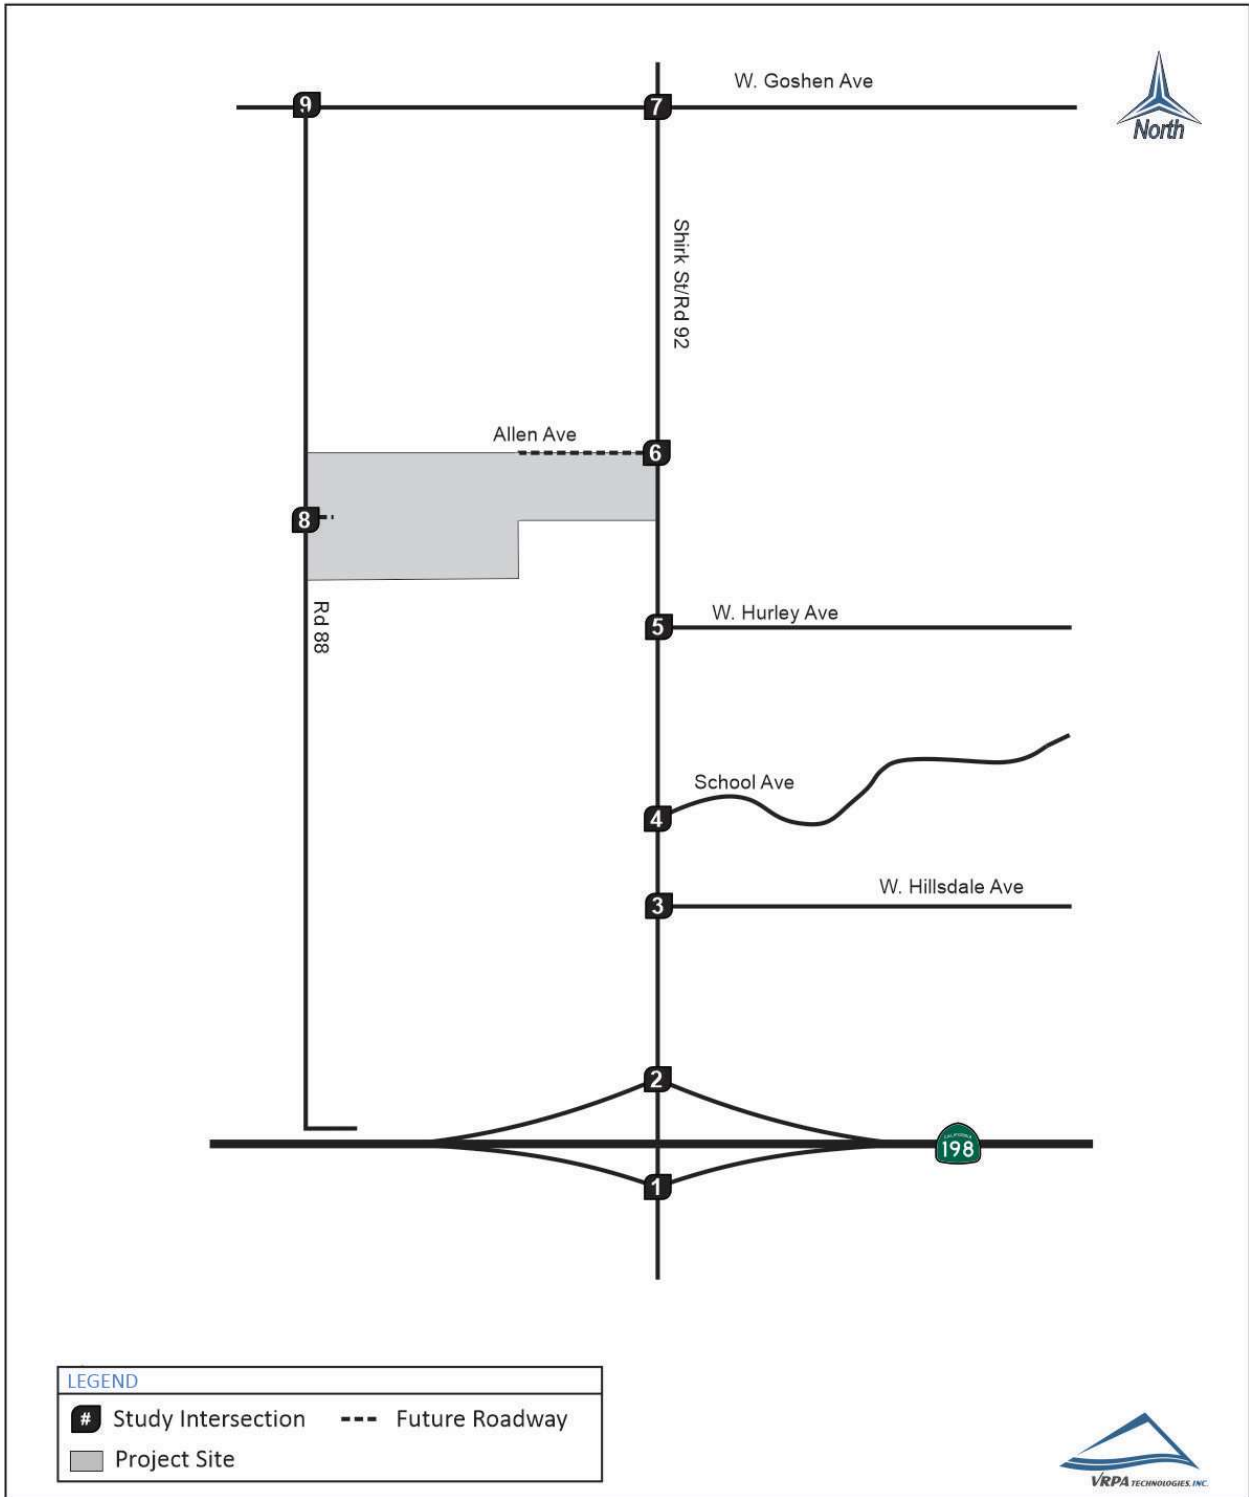 W. Goshen Ave
9
7
North
Shirk St/Rd 92
Allen Ave
6
8
Rd 88
W. Hurley Ave
5
School Ave
4
W. Hillsdale Ave
3
2
CALIFORNIA
198
1
LEGEND
# Study Intersection --- Future Roadway
Project Site
VRPA TECHNOLOGIES, INC.